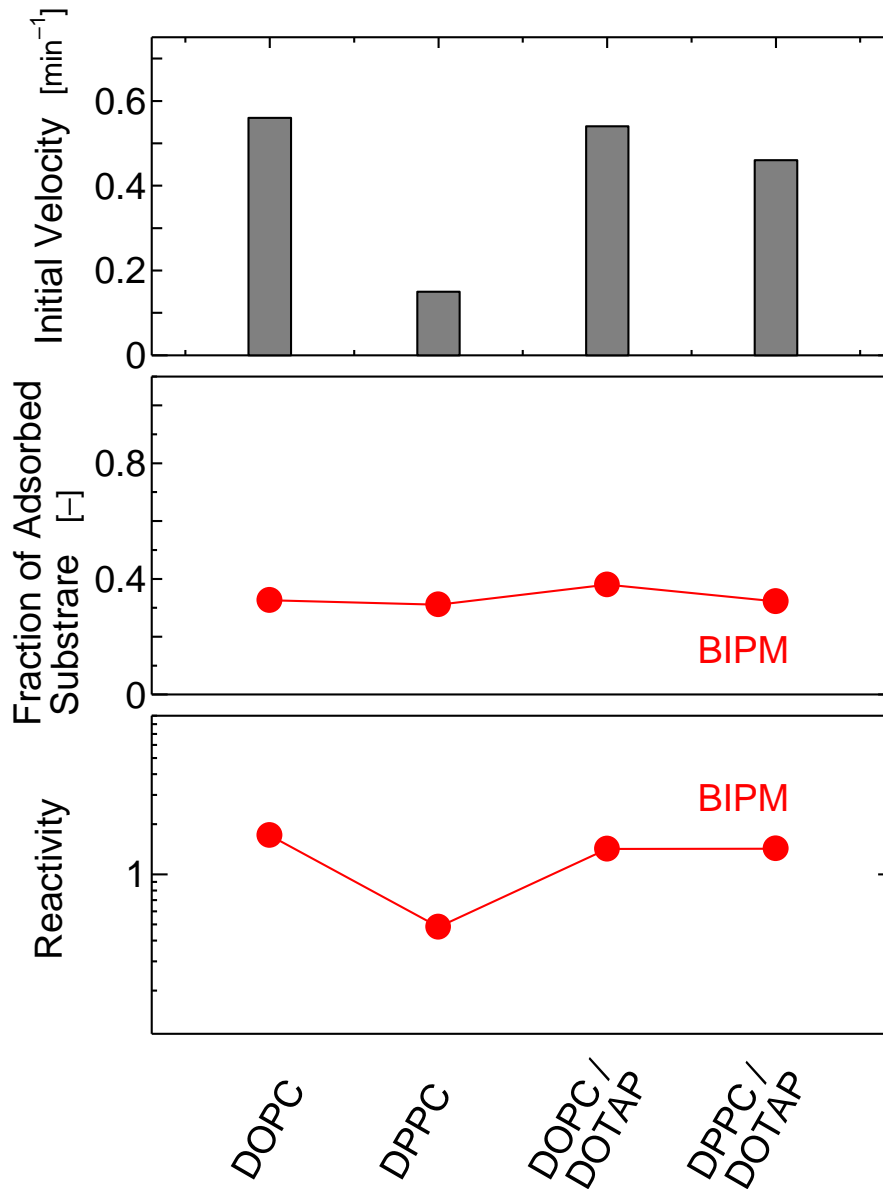 Initial Velocity [min⁻¹]
0.6
0.4
0.2
0
Fraction of Adsorbed
Substrare [–]
0.8
0.4
0
BIPM
Reactivity
1
BIPM
DOPC
DPPC
DOPC /
DOTAP
DPPC /
DOTAP